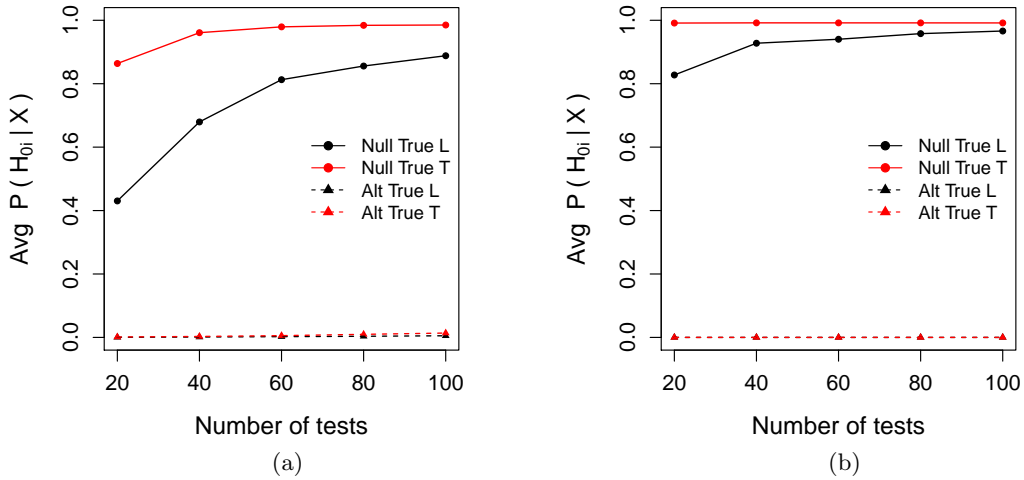 Avg P ( H0i | X )
0.0 0.2 0.4 0.6 0.8 1.0
Null True L
Null True T
Alt True L
Alt True T
20 40 60 80 100
Number of tests
(a)
Avg P ( H0i | X )
0.0 0.2 0.4 0.6 0.8 1.0
Null True L
Null True T
Alt True L
Alt True T
20 40 60 80 100
Number of tests
(b)